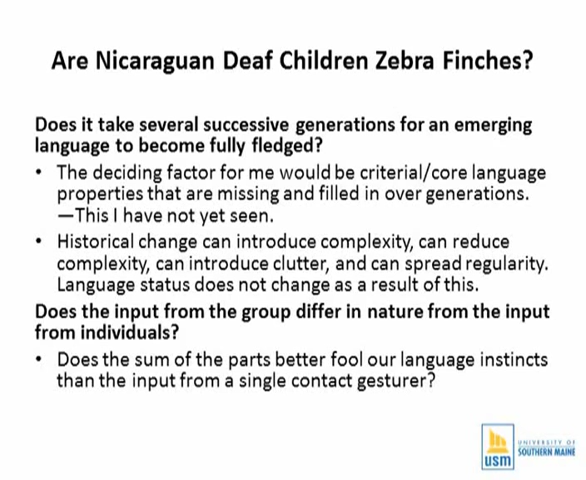 Are Nicaraguan Deaf Children Zebra Finches?
Does it take several successive generations for an emerging
language to become fully fledged?
• The deciding factor for me would be criterial/core language
properties that are missing and filled in over generations.
—This I have not yet seen.
• Historical change can introduce complexity, can reduce
complexity, can introduce clutter, and can spread regularity.
Language status does not change as a result of this.
Does the input from the group differ in nature from the input
from individuals?
• Does the sum of the parts better fool our language instincts
than the input from a single contact gesturer?
usm
UNIVERSITY OF
SOUTHERN MAINE